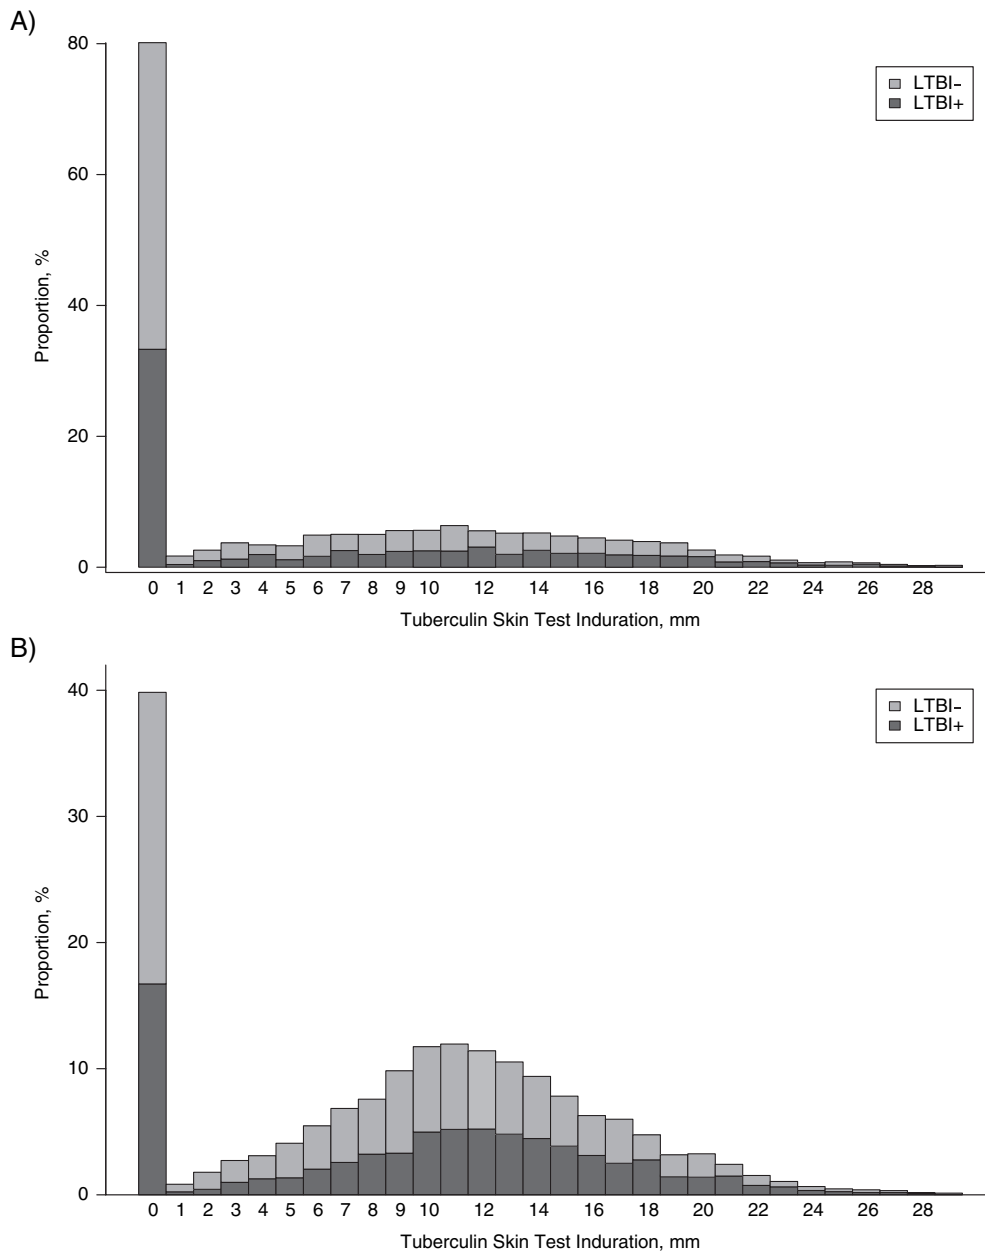 A)
80
60
40
20
0
Proportion, %
LTBI–
LTBI+
0 1 2 3 4 5 6 7 8 9 10 12 14 16 18 20 22 24 26 28
Tuberculin Skin Test Induration, mm
B)
40
30
20
10
0
Proportion, %
LTBI–
LTBI+
0 1 2 3 4 5 6 7 8 9 10 12 14 16 18 20 22 24 26 28
Tuberculin Skin Test Induration, mm